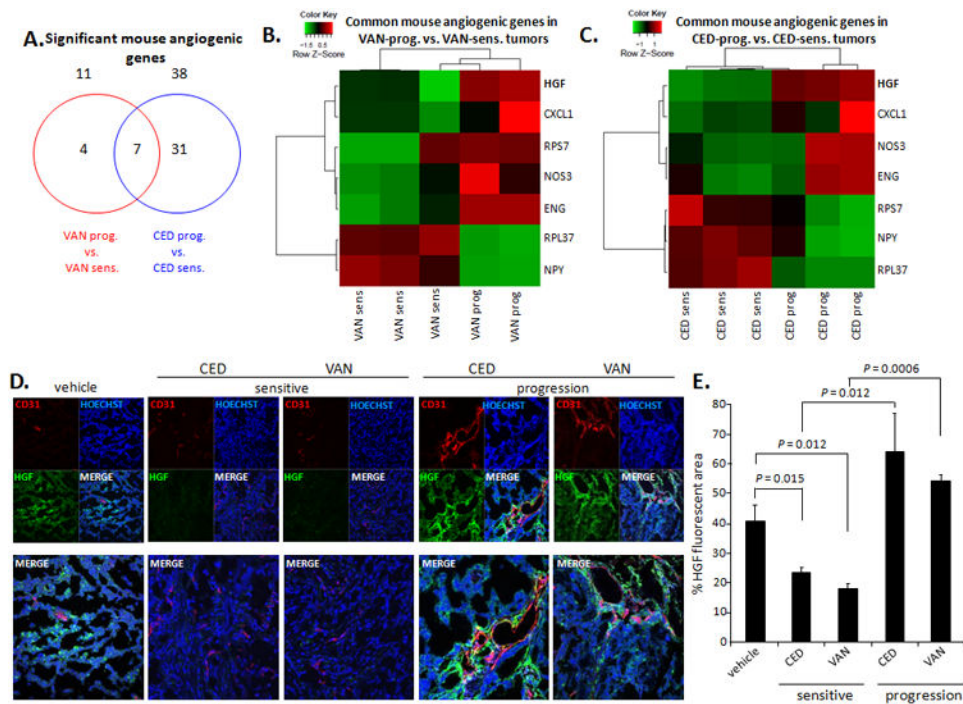 A.
Significant mouse angiogenic
genes
11 38
4 7 31
VAN prog.
vs.
VAN sens.
CED prog.
vs.
CED sens.
B.
Color Key
-1.5 0.5
Row Z-Score
Common mouse angiogenic genes in
VAN-prog. vs. VAN-sens. tumors
HGF
CXCL1
RPS7
NOS3
ENG
RPL37
NPY
VAN sens
VAN sens
VAN sens
VAN prog
VAN prog
C.
Color Key
-1 1
Row Z-Score
Common mouse angiogenic genes in
CED-prog. vs. CED-sens. tumors
HGF
CXCL1
NOS3
ENG
RPS7
NPY
RPL37
CED sens
CED sens
CED sens
CED prog
CED prog
CED prog
D.
vehicle
CED VAN
sensitive
CED VAN
progression
CD31 HOECHST
HGF MERGE
MERGE
CD31 HOECHST
HGF MERGE
MERGE
CD31 HOECHST
HGF MERGE
MERGE
CD31 HOECHST
HGF MERGE
MERGE
CD31 HOECHST
HGF MERGE
MERGE
E.
% HGF fluorescent area
80
70
60
50
40
30
20
10
0
P = 0.0006
P = 0.012
P = 0.012
P = 0.015
vehicle
CED
VAN
CED
VAN
sensitive
progression